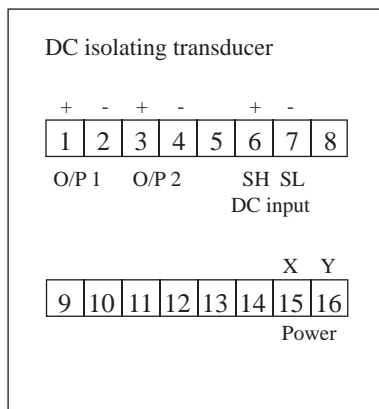 DC isolating transducer
+ - + - + -
1 2 3 4 5 6 7 8
O/P 1 O/P 2 SH SL
DC input
X Y
9 10 11 12 13 14 15 16
Power